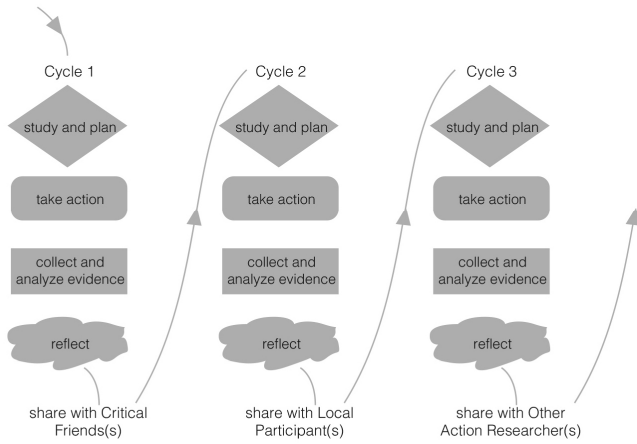 Cycle 1
study and plan
take action
collect and
analyze evidence
reflect
share with Critical
Friends(s)
Cycle 2
study and plan
take action
collect and
analyze evidence
reflect
share with Local
Participant(s)
Cycle 3
study and plan
take action
collect and
analyze evidence
reflect
share with Other
Action Researcher(s)